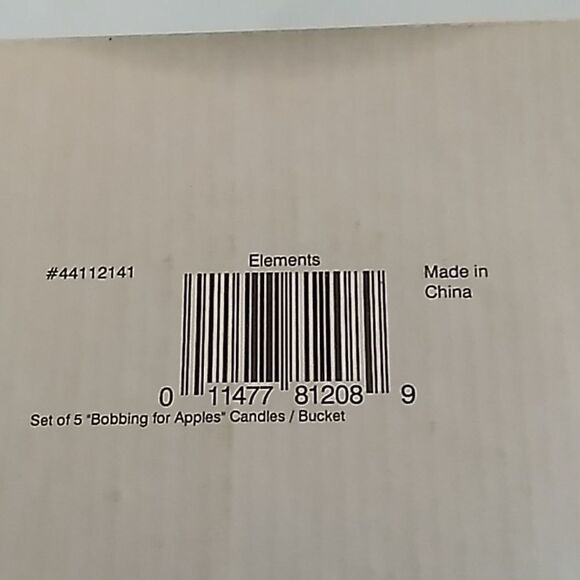 Elements
#44112141
Made in
China
0 11477 81208 9
Set of 5 "Bobbing for Apples" Candles / Bucket